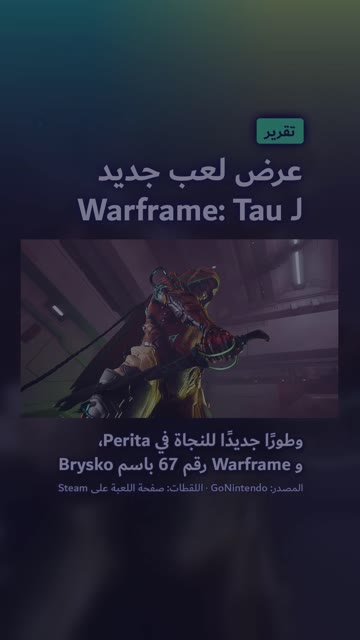 تقرير
عرض لعب جديد
لـ Warframe: Tau
وطورًا جديدًا للنجاة في Perita،
و Warframe رقم 67 باسم Brysko
المصدر: GoNintendo - اللقطات: صفحة اللعبة على Steam